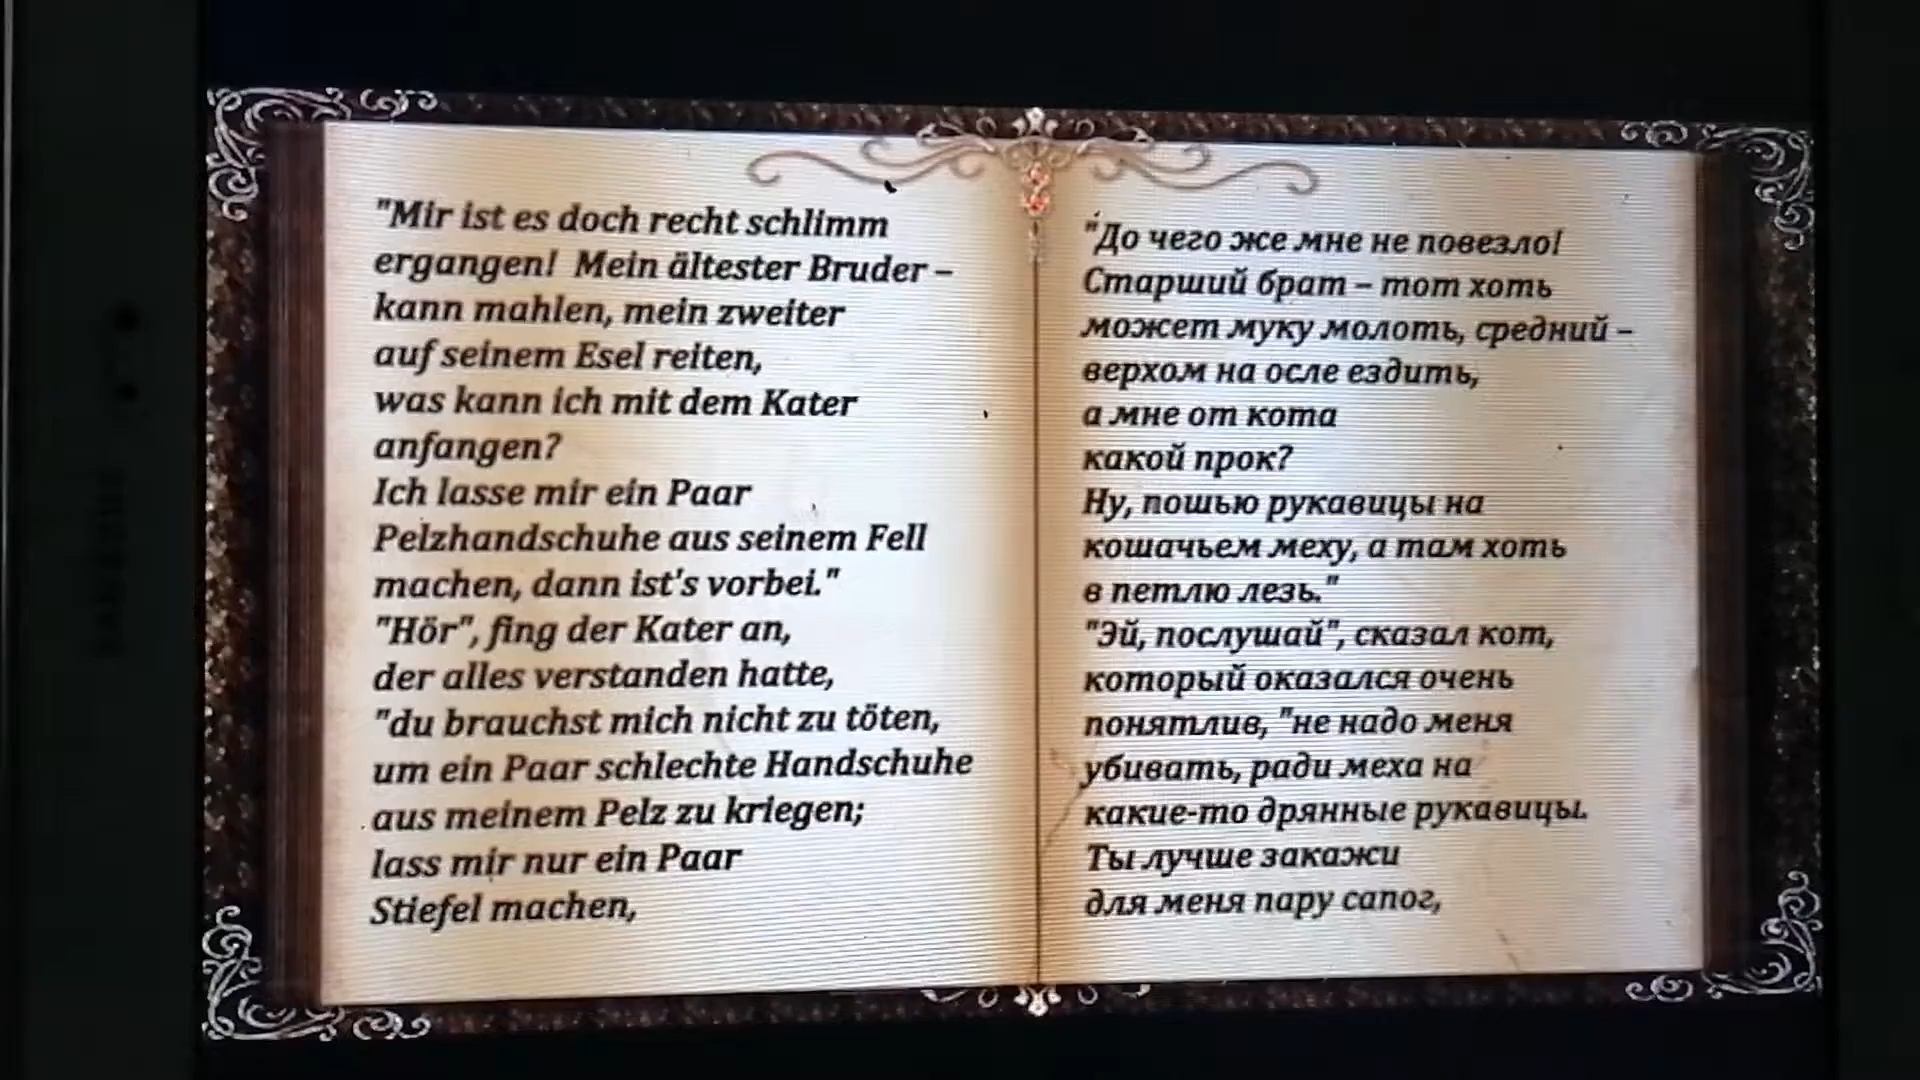 "Mir ist es doch recht schlimm
ergangen! Mein ältester Bruder –
kann mahlen, mein zweiter
auf seinem Esel reiten,
was kann ich mit dem Kater
anfangen?
Ich lasse mir ein Paar
Pelzhandschuhe aus seinem Fell
machen, dann ist's vorbei."
"Hör", fing der Kater an,
der alles verstanden hatte,
"du brauchst mich nicht zu töten,
um ein Paar schlechte Handschuhe
aus meinem Pelz zu kriegen;
lass mir nur ein Paar
Stiefel machen,
"До чего же мне не повезло!
Старший брат – тот хоть
может муку молоть, средний –
верхом на осле ездить,
а мне от кота
какой прок?
Ну, пошью рукавицы на
кошачьем меху, а там хоть
в петлю лезь."
"Эй, послушай", сказал кот,
который оказался очень
понятлив, "не надо меня
убивать, ради меха на
какие-то дрянные рукавицы.
Ты лучше закажи
для меня пару сапог,